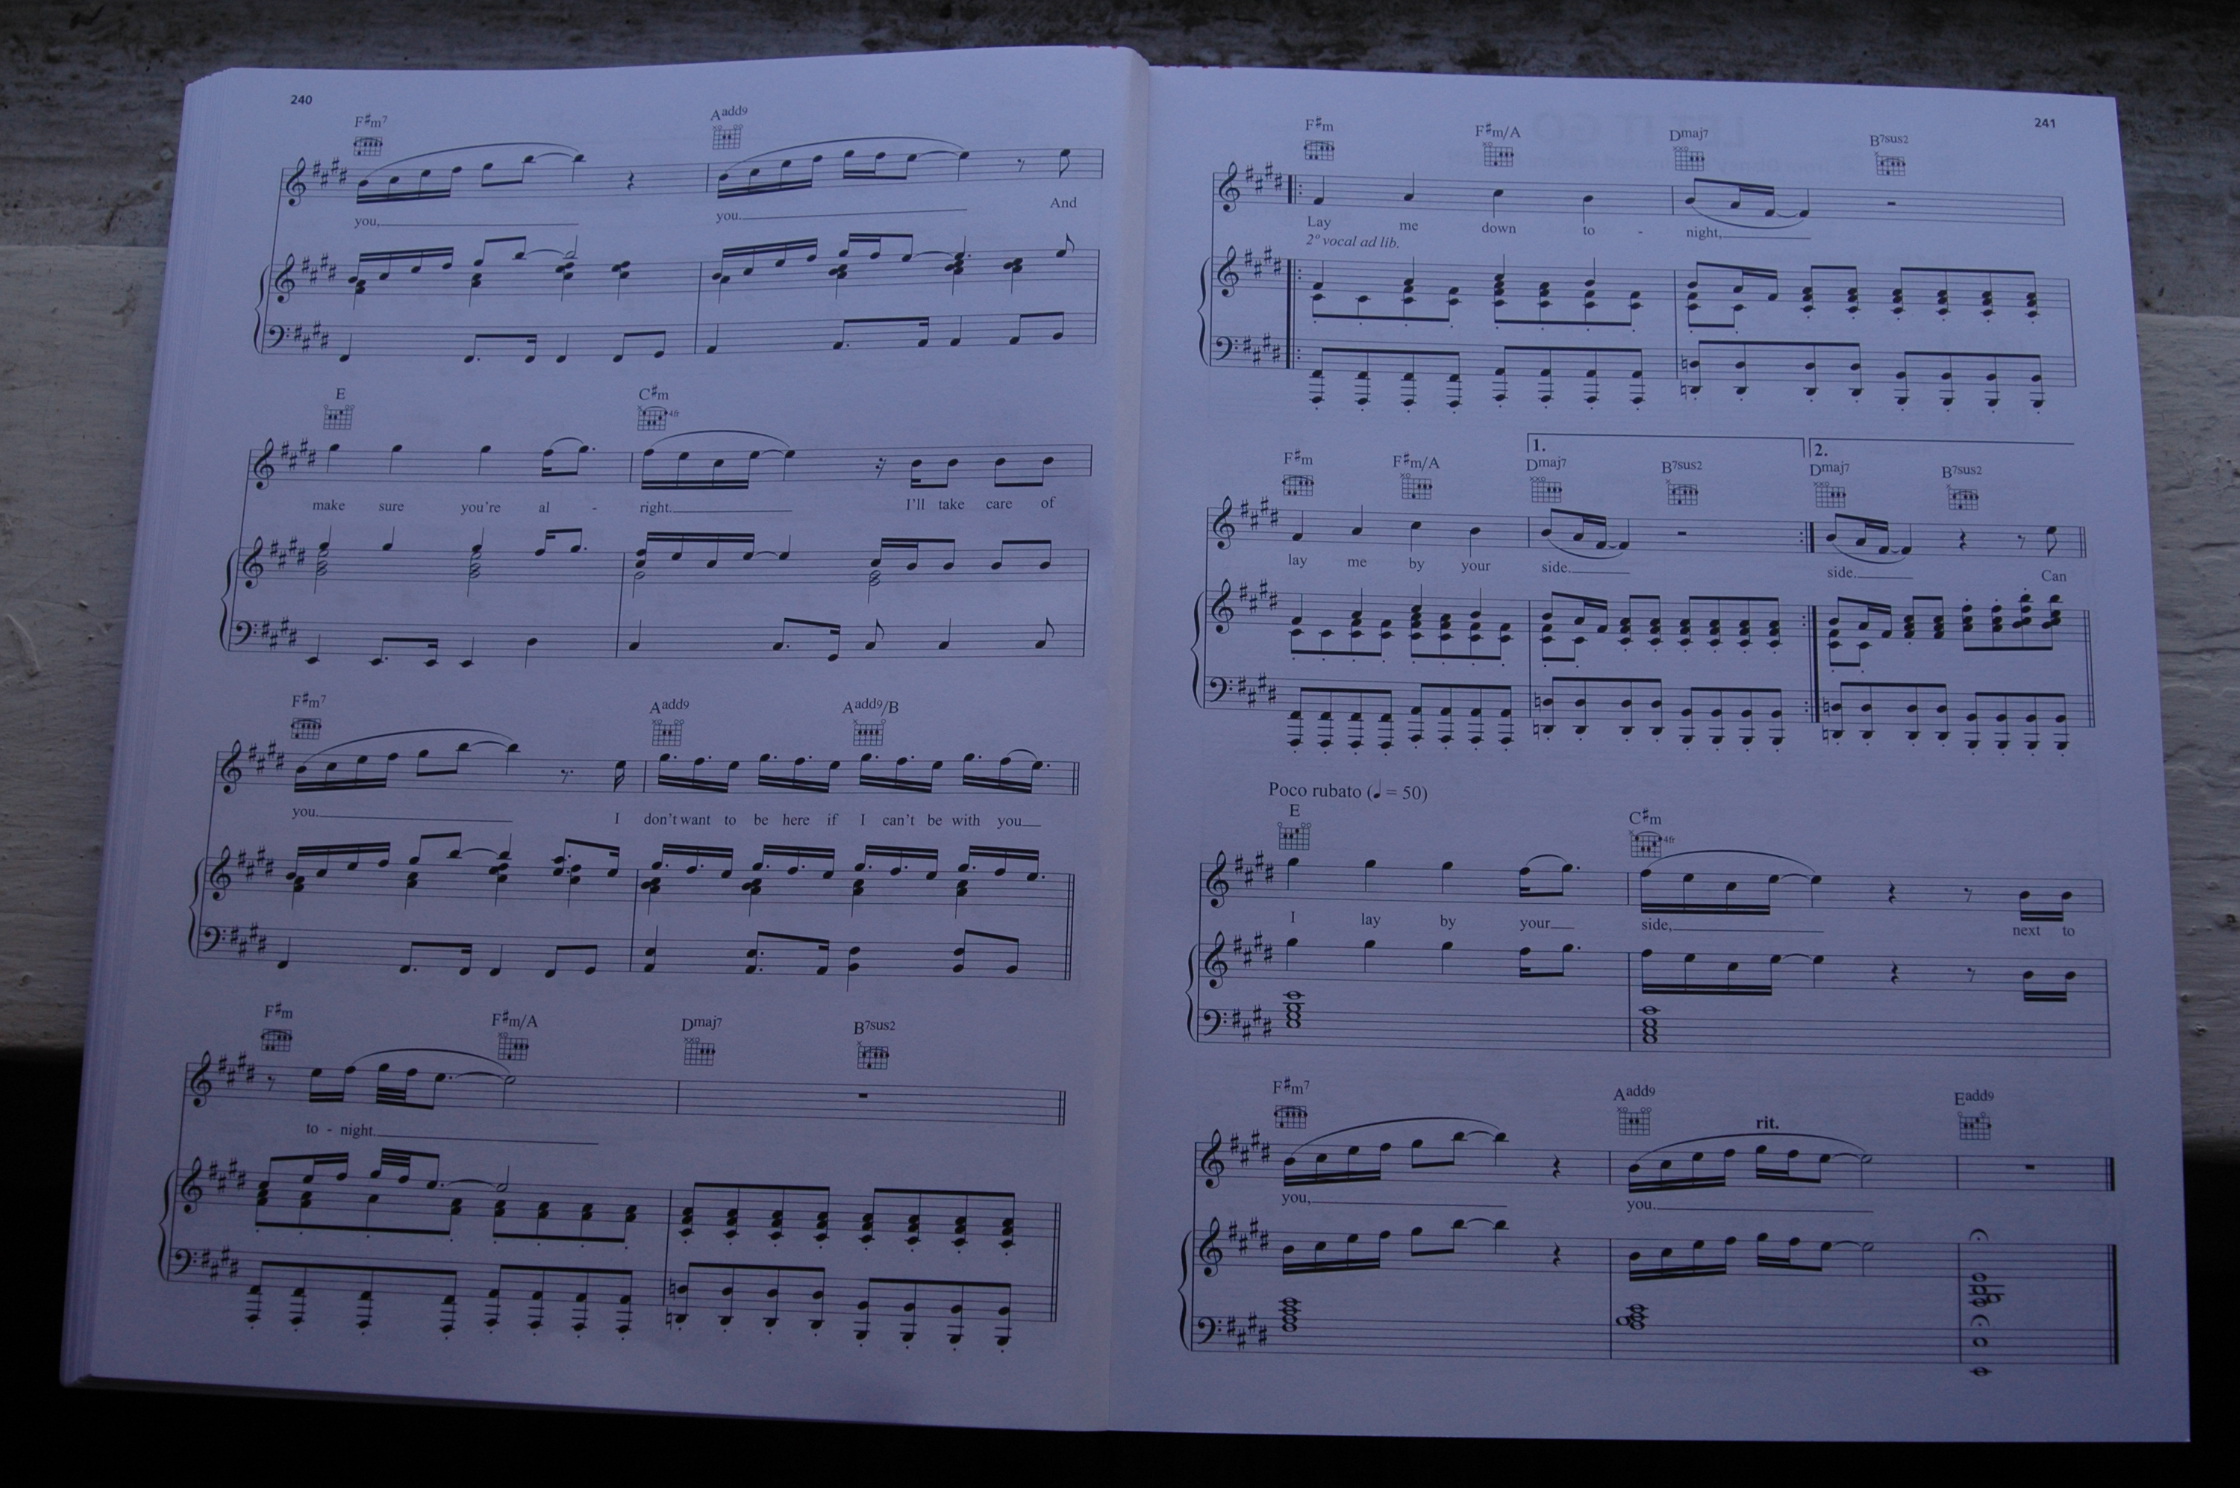 240
F#m7 Aadd9
you, you. And
E C#m
4fr
make sure you're al - right. I'll take care of
F#m7 Aadd9 Aadd9/B
you. I don't want to be here if I can't be with you
F#m F#m/A Dmaj7 B7sus2
to - night.
241
F#m F#m/A Dmaj7 B7sus2
Lay me down to - night,
2° vocal ad lib.
1. 2.
F#m F#m/A Dmaj7 B7sus2 Dmaj7 B7sus2
lay me by your side. side. Can
Poco rubato (♩ = 50)
E C#m
4fr
I lay by your side, next to
F#m7 Aadd9 Eadd9
rit.
you, you.